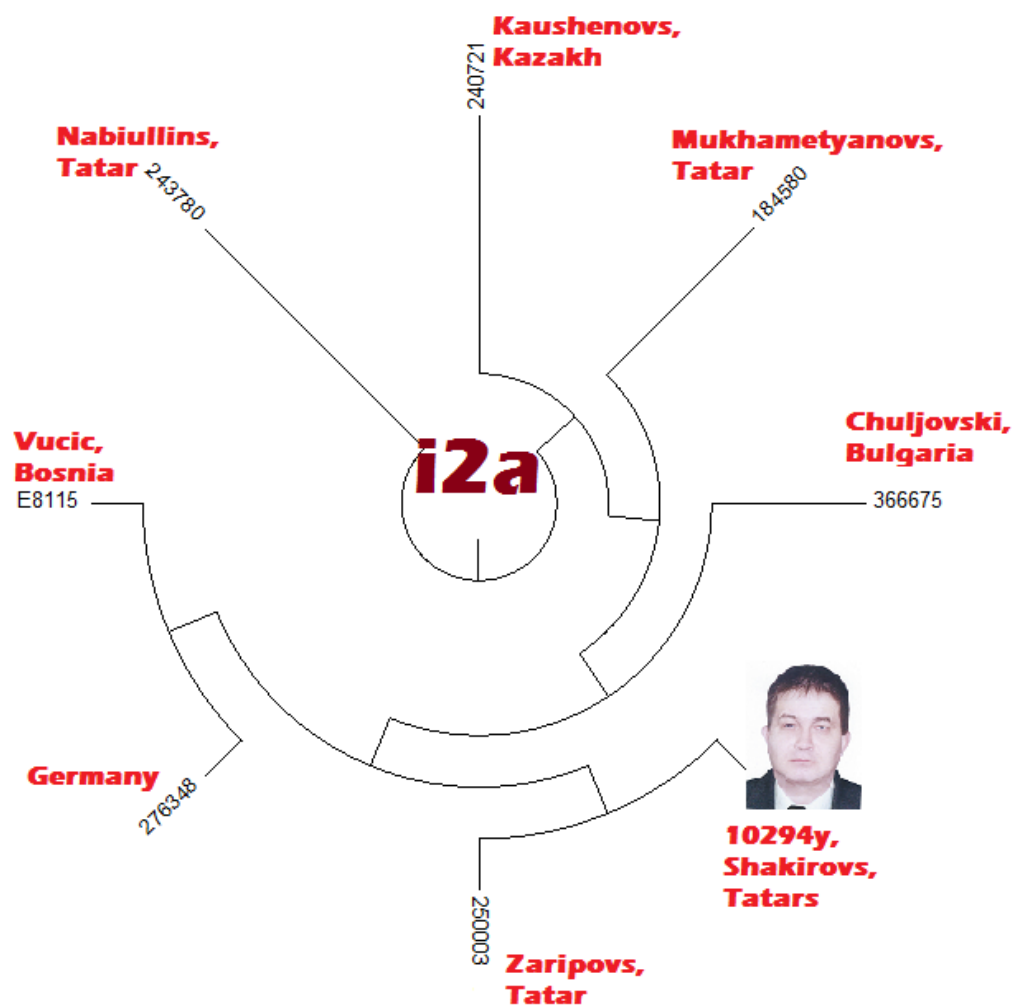 Kaushenovs,
Kazakh
240721
Nabiullins,
Tatar
243780
Mukhametyanovs,
Tatar
184580
i2a
Vucic,
Bosnia
E8115
Chuljovski,
Bulgaria
366675
Germany
276348
10294y,
Shakirovs,
Tatars
250003
Zaripovs,
Tatar